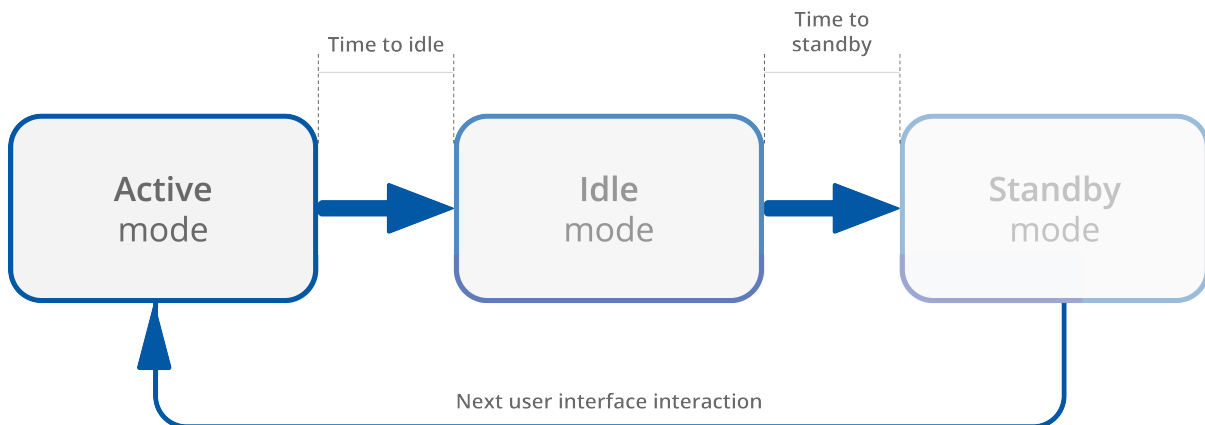 Time to idle
Time to
standby
Active
mode
Idle
mode
Standby
mode
Next user interface interaction